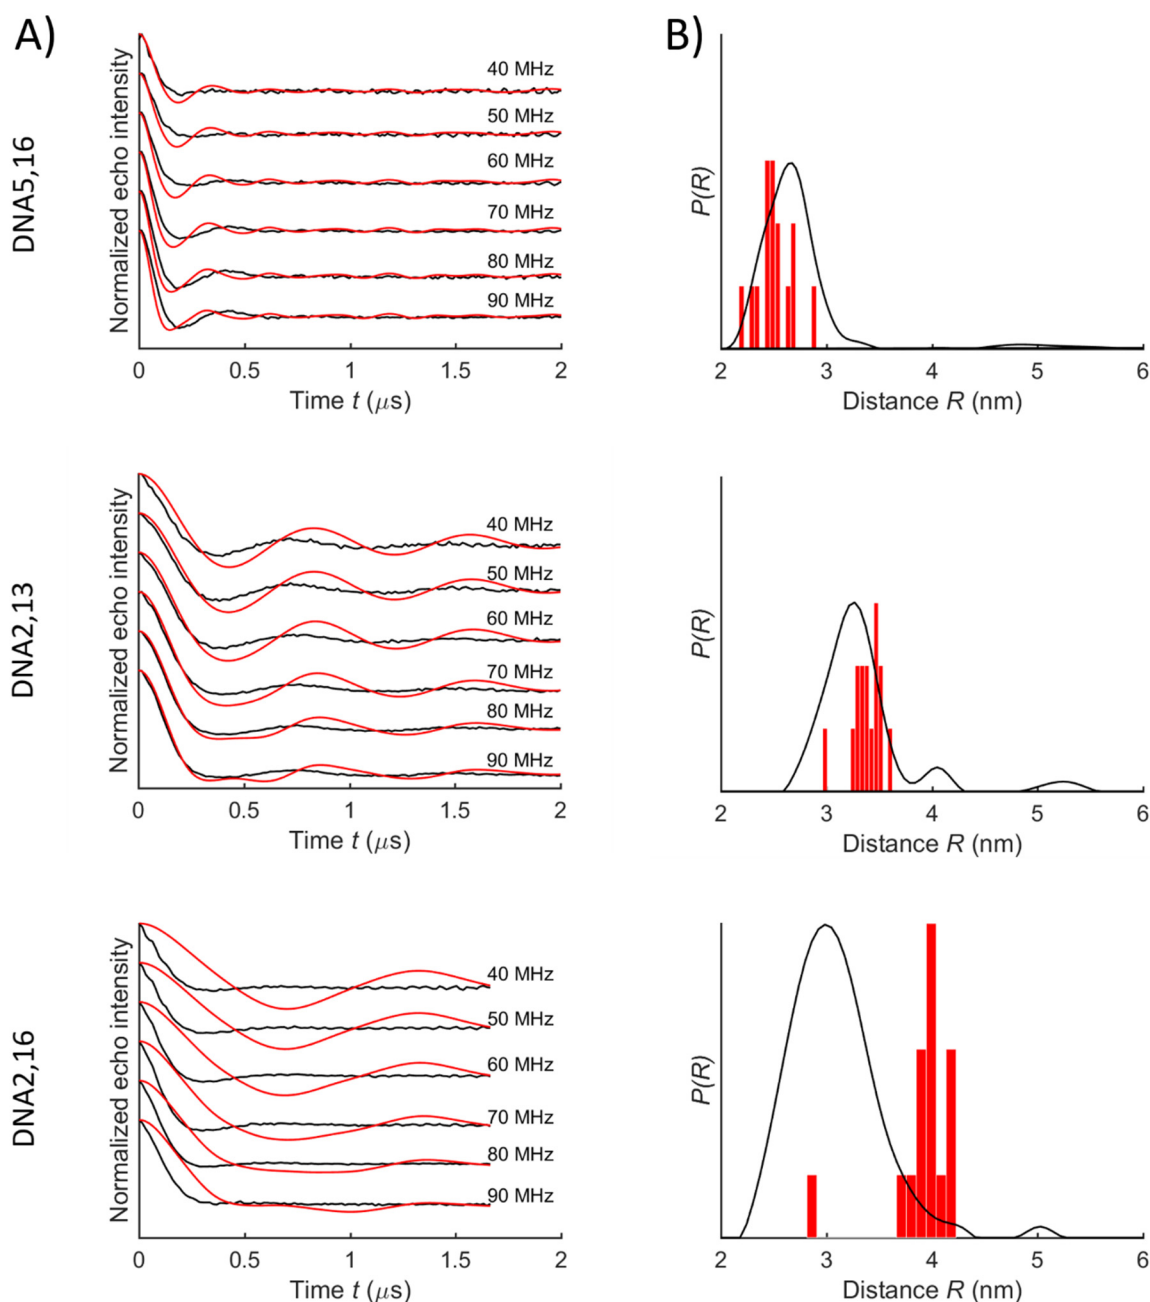 A)
B)
DNA5,16
Normalized echo intensity
40 MHz
50 MHz
60 MHz
70 MHz
80 MHz
90 MHz
0 0.5 1 1.5 2
Time t (μs)
P(R)
2 3 4 5 6
Distance R (nm)
DNA2,13
Normalized echo intensity
40 MHz
50 MHz
60 MHz
70 MHz
80 MHz
90 MHz
0 0.5 1 1.5 2
Time t (μs)
P(R)
2 3 4 5 6
Distance R (nm)
DNA2,16
Normalized echo intensity
40 MHz
50 MHz
60 MHz
70 MHz
80 MHz
90 MHz
0 0.5 1 1.5 2
Time t (μs)
P(R)
2 3 4 5 6
Distance R (nm)